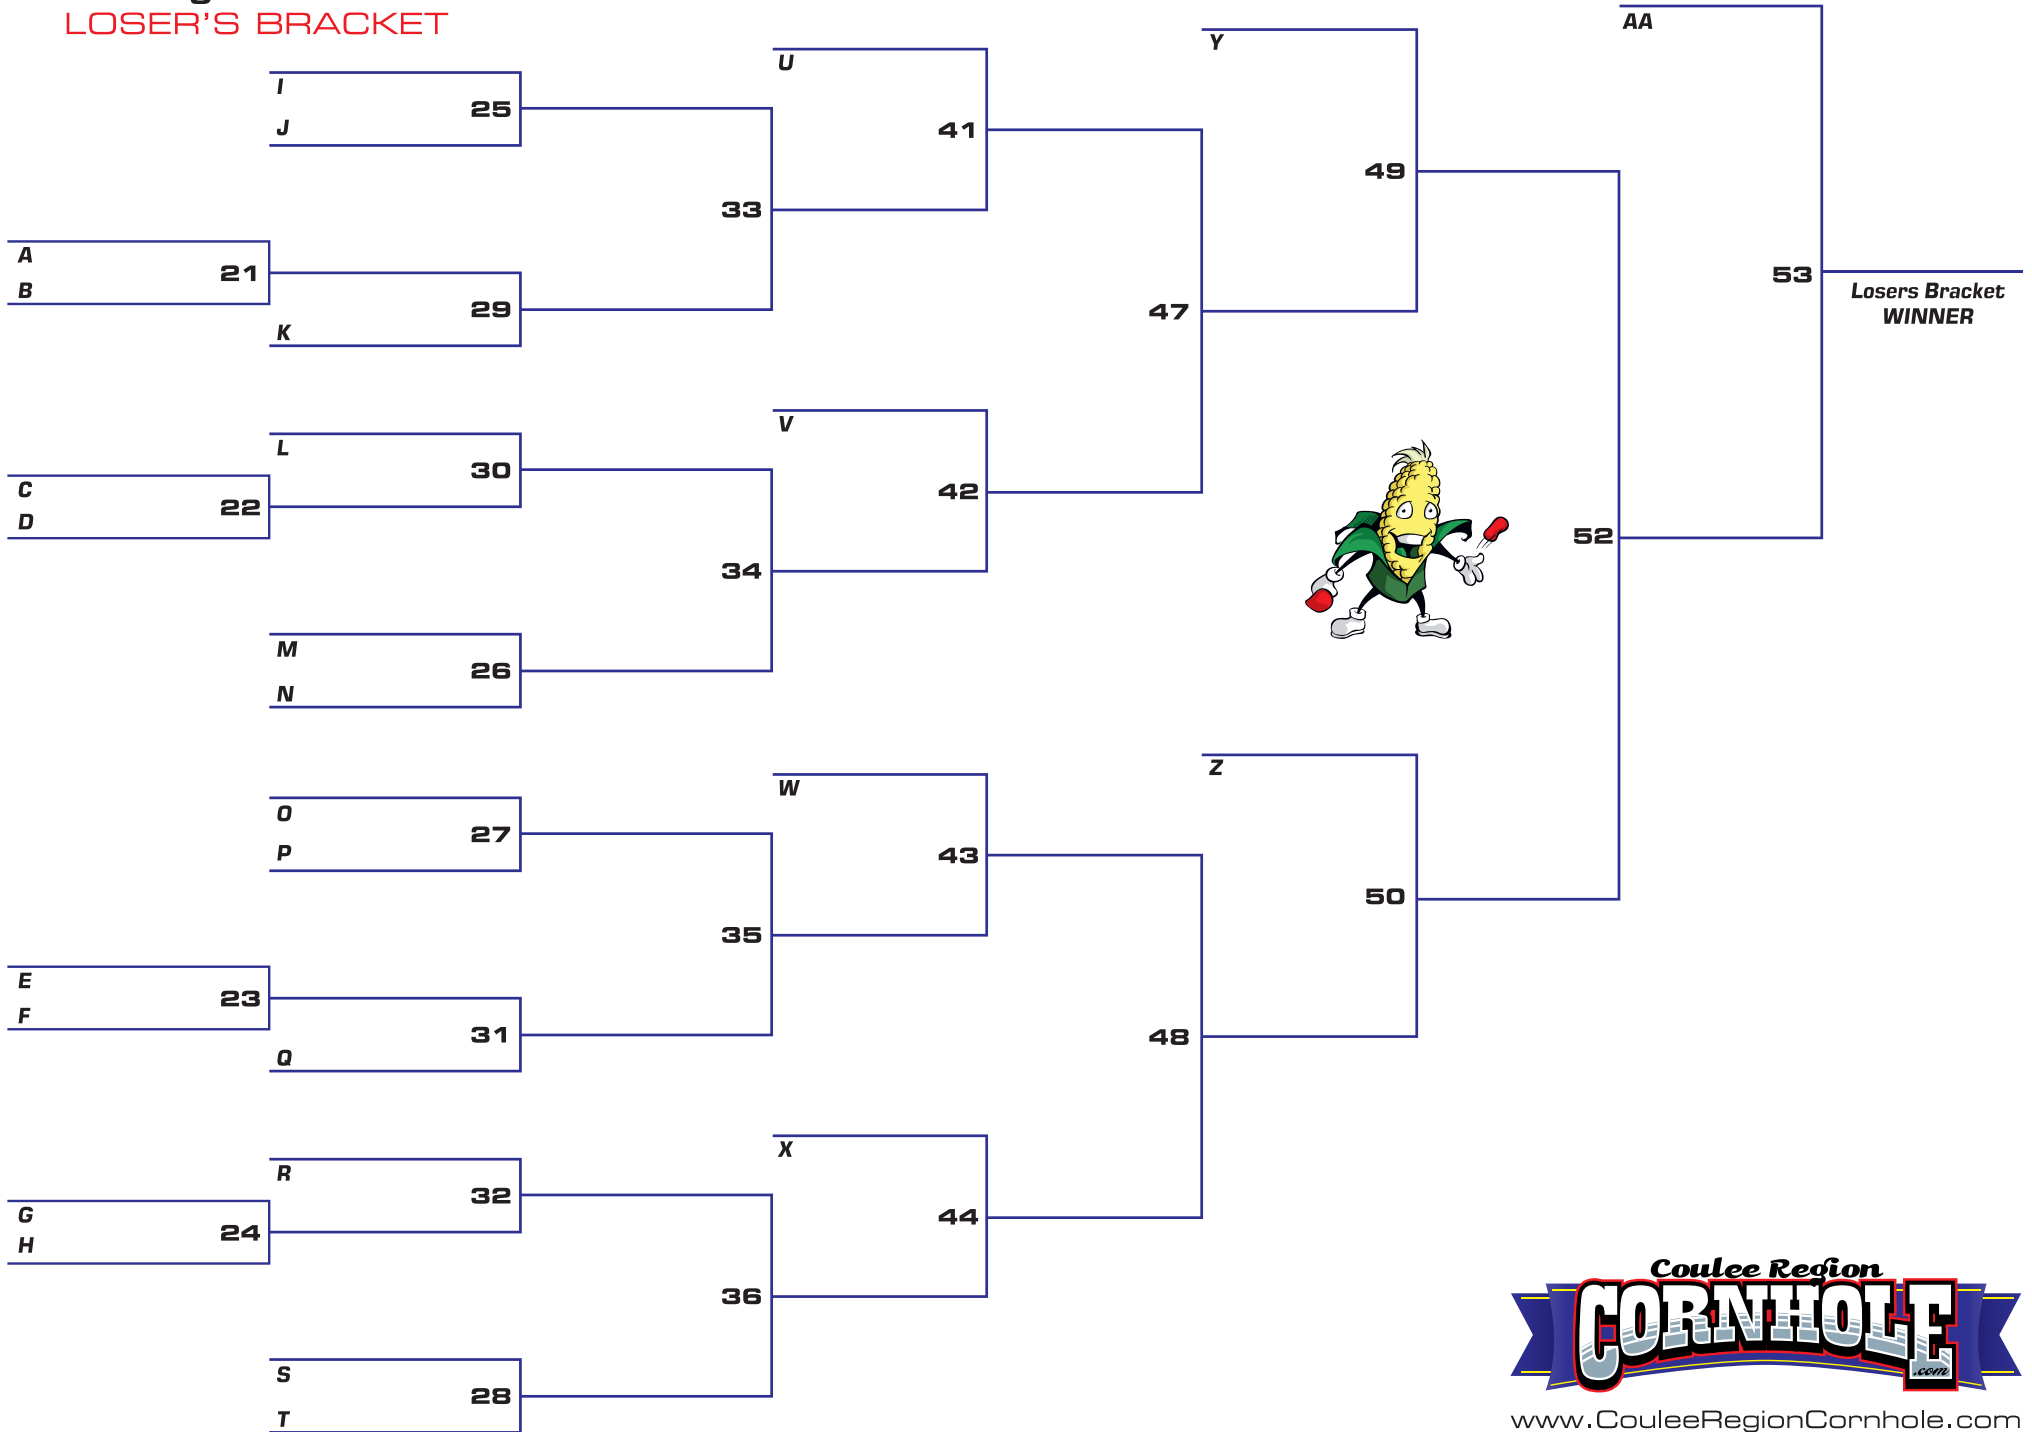 LOSER'S BRACKET
I
J
25
A
B
21
K
29
33
U
41
C
D
22
L
30
M
N
26
34
V
42
47
Y
49
O
P
27
E
F
23
Q
31
35
W
43
G
H
24
R
32
S
T
28
36
X
44
48
Z
50
52
AA
53
Losers Bracket
WINNER
Coulee Region
CORNHOLE
.com
www.CouleeRegionCornhole.com